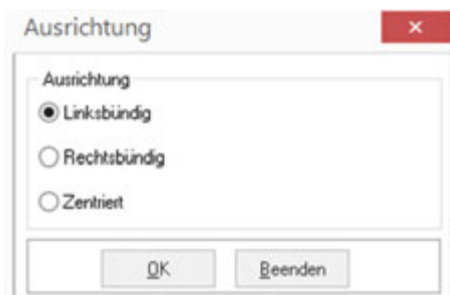 Ausrichtung
Ausrichtung
Linksbündig
Rechtsbündig
Zentriert
OK Beenden